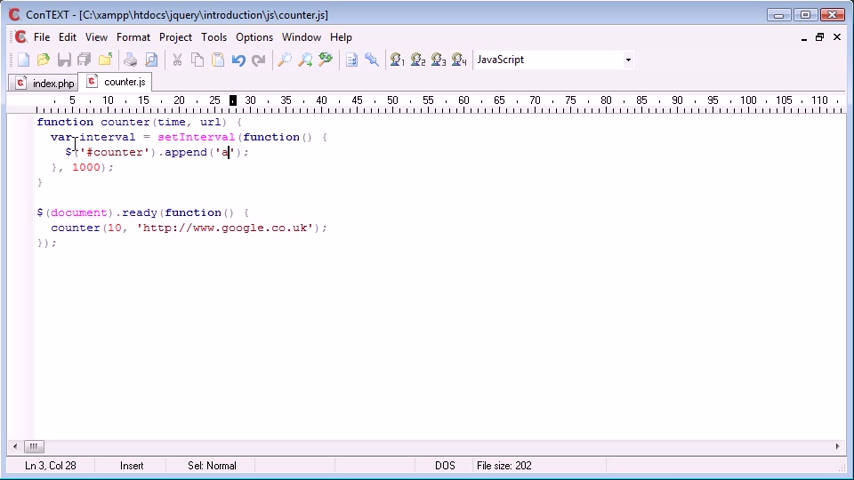 ConTEXT - [C:\xampp\htdocs\jquery\introduction\js\counter.js]
File Edit View Format Project Tools Options Window Help
1 2 3 4 JavaScript
index.php counter.js
5 10 15 20 25 30 35 40 45 50 55 60 65 70 75 80 85 90 95 100 105 110
function counter(time, url) {
var interval = setInterval(function() {
$('#counter').append('a');
}, 1000);
}
$(document).ready(function() {
counter(10, 'http://www.google.co.uk');
});
Ln 3, Col 28 Insert Sel: Normal DOS File size: 202